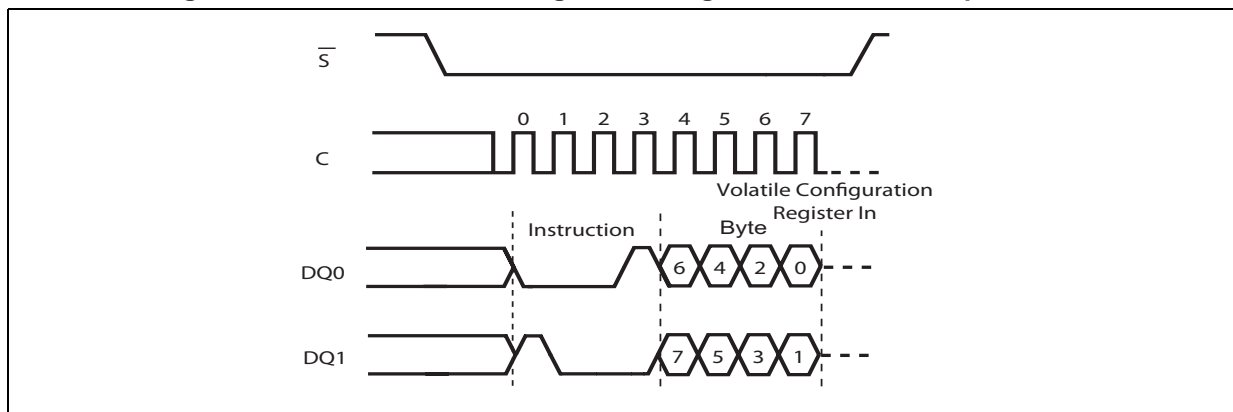 S
0 1 2 3 4 5 6 7
C
Volatile Configuration
Register In
Instruction Byte
DQ0 6 4 2 0
DQ1 7 5 3 1